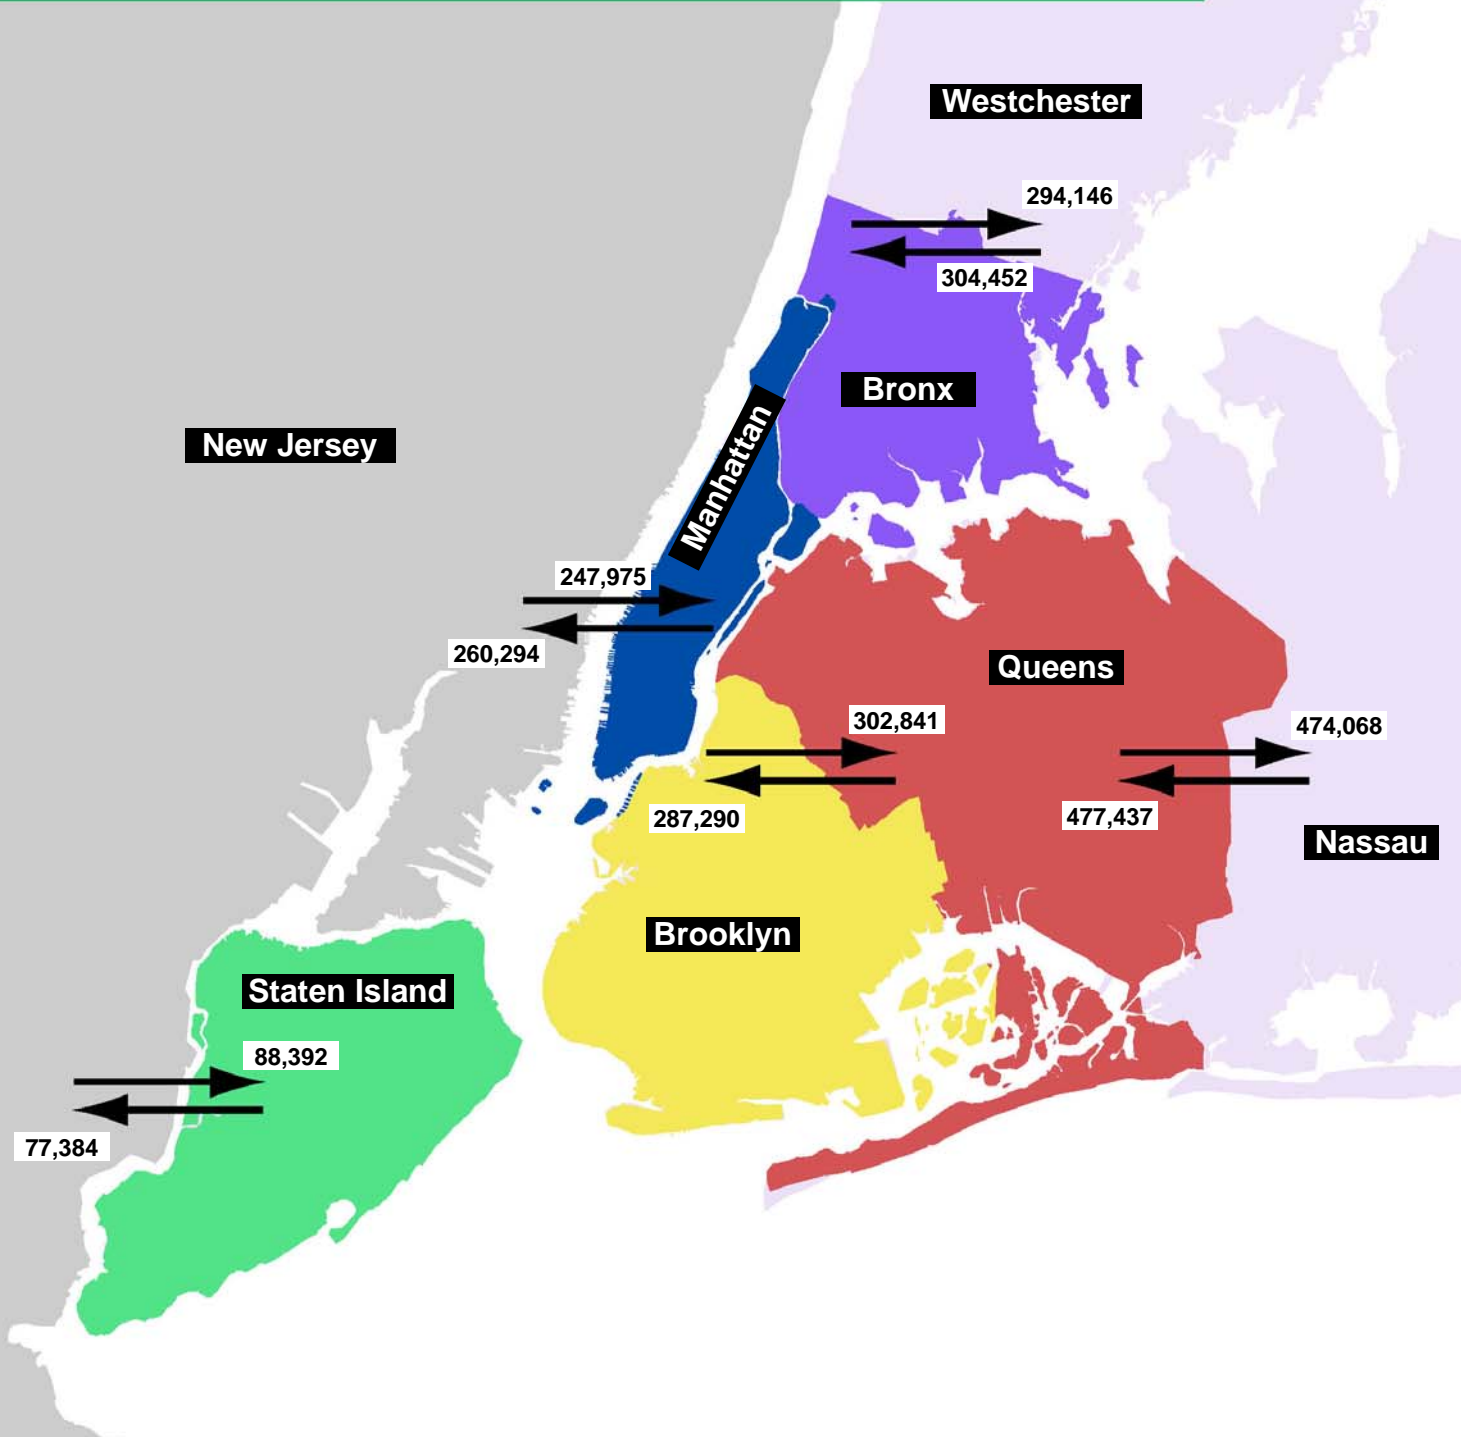 Westchester
294,146
304,452
Bronx
New Jersey
Manhattan
247,975
260,294
Queens
302,841
474,068
287,290
477,437
Nassau
Brooklyn
Staten Island
88,392
77,384